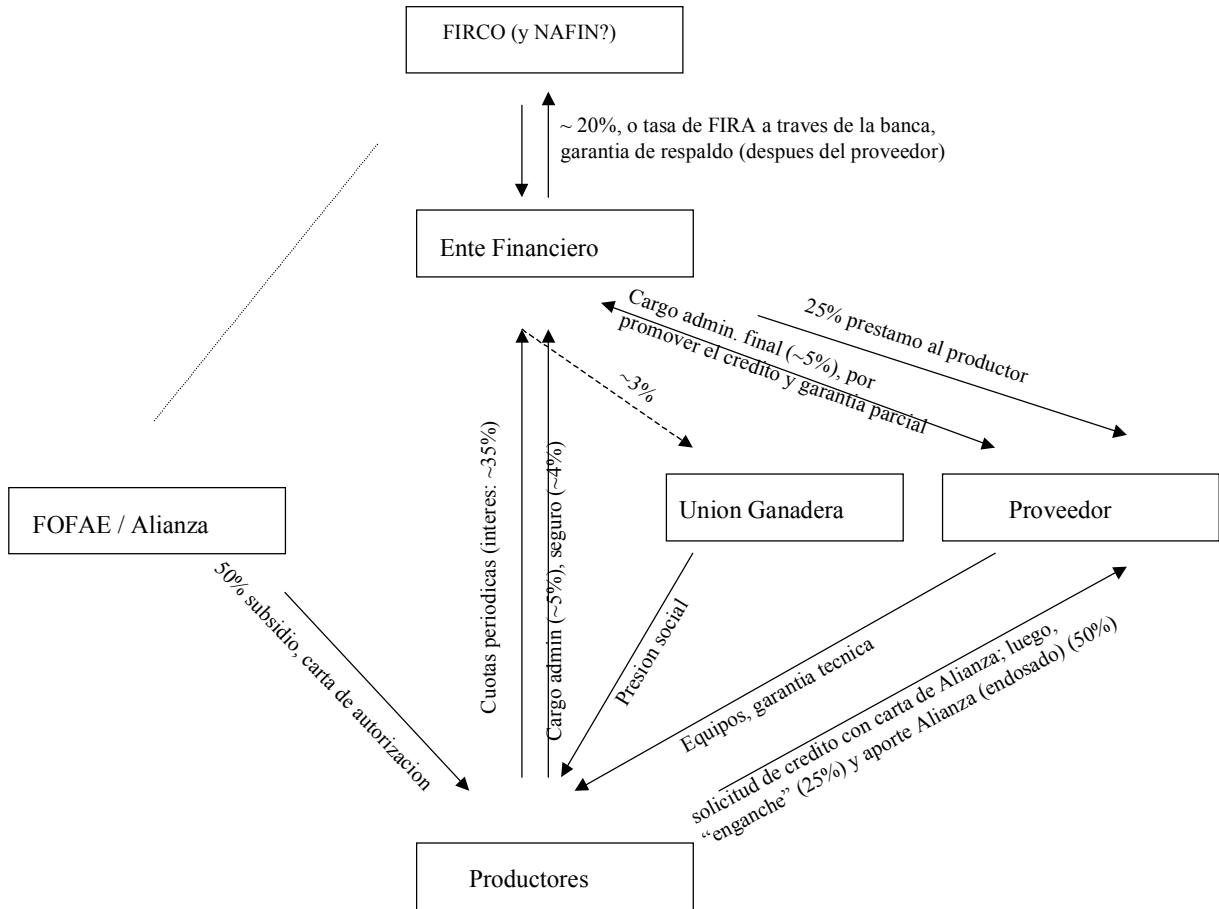 FIRCO (y NAFIN?)
~ 20%, o tasa de FIRA a traves de la banca,
garantia de respaldo (despues del proveedor)
Ente Financiero
25% prestamo al productor
Cargo admin. final (~5%), por
promover el credito y garantia parcial
~3%
Cuotas periodicas (interes: ~35%)
Cargo admin (~5%), seguro (~4%)
FOFAE / Alianza
Union Ganadera
Proveedor
50% subsidio, carta de autorizacion
Presion social
Equipos, garantia tecnica
solicitud de credito con carta de Alianza; luego,
“enganche” (25%) y aporte Alianza (endosado) (50%)
Productores